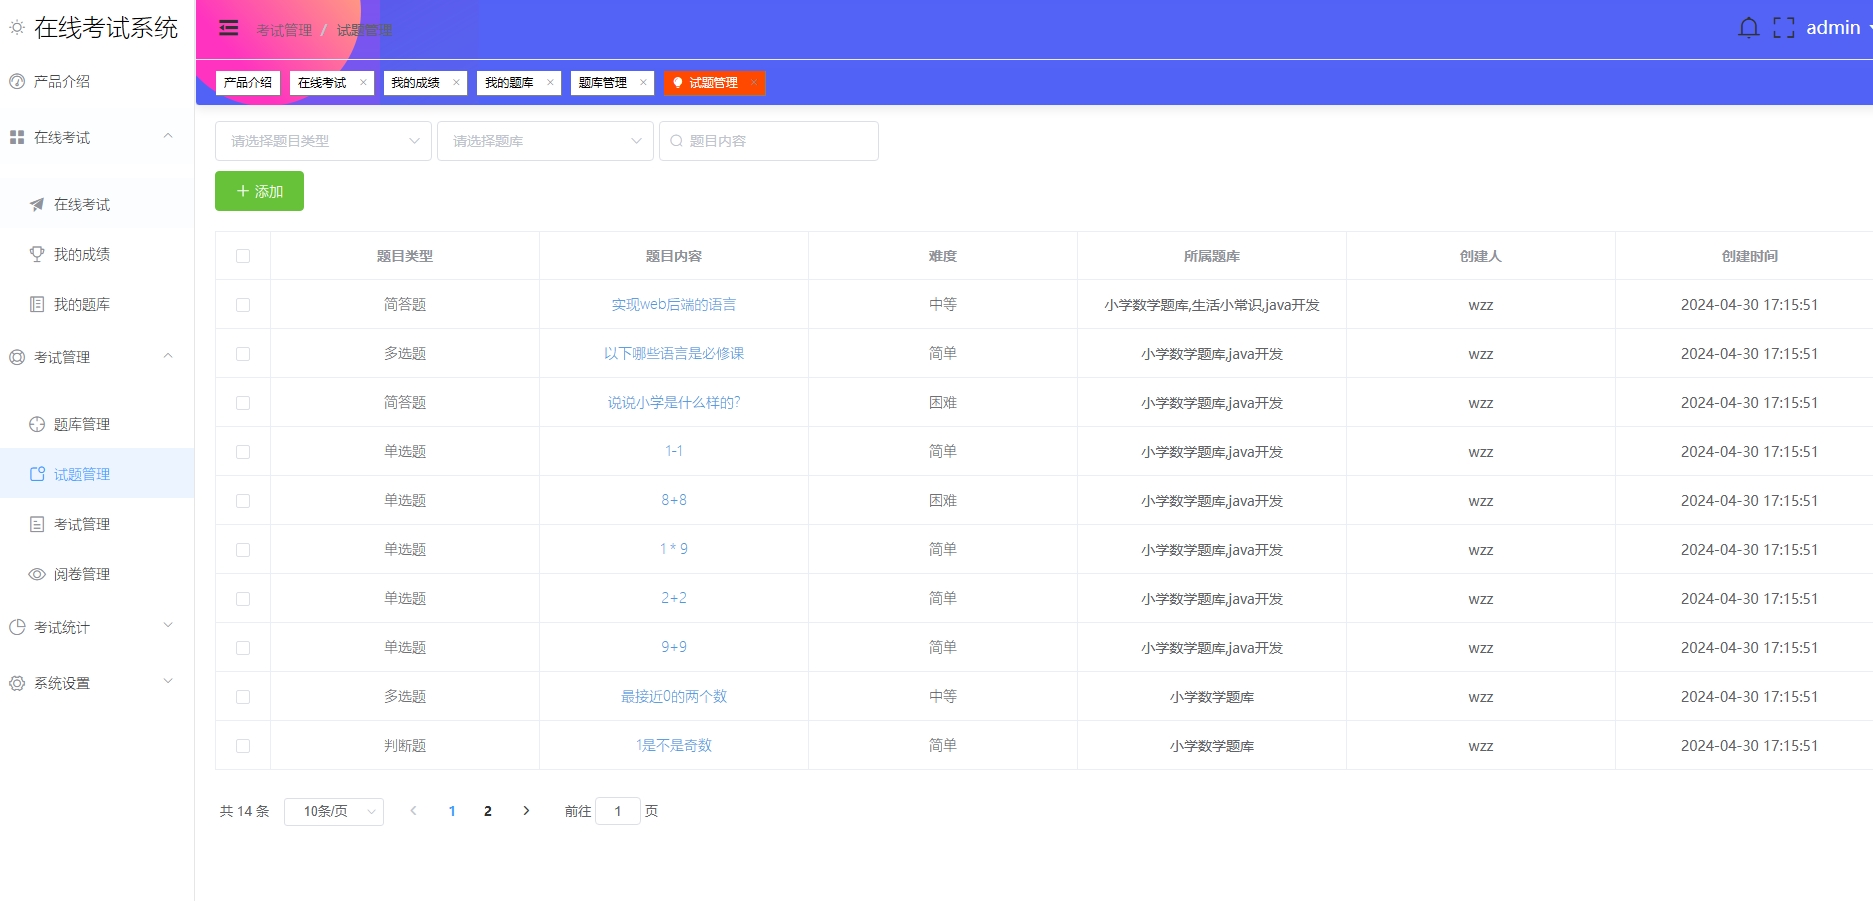 在线考试系统
考试管理 / 试题管理
admin
产品介绍
在线考试
我的成绩
我的题库
题库管理
试题管理
产品介绍
在线考试
在线考试
我的成绩
我的题库
考试管理
题库管理
试题管理
考试管理
阅卷管理
考试统计
系统设置
请选择题目类型 请选择题库 题目内容
添加
题目类型 题目内容 难度 所属题库 创建人 创建时间
简答题 实现web后端的语言 中等 小学数学题库,生活小常识,java开发 wzz 2024-04-30 17:15:51
多选题 以下哪些语言是必修课 简单 小学数学题库,java开发 wzz 2024-04-30 17:15:51
简答题 说说小学是什么样的? 困难 小学数学题库,java开发 wzz 2024-04-30 17:15:51
单选题 1-1 简单 小学数学题库,java开发 wzz 2024-04-30 17:15:51
单选题 8+8 困难 小学数学题库,java开发 wzz 2024-04-30 17:15:51
单选题 1 * 9 简单 小学数学题库,java开发 wzz 2024-04-30 17:15:51
单选题 2+2 简单 小学数学题库,java开发 wzz 2024-04-30 17:15:51
单选题 9+9 简单 小学数学题库,java开发 wzz 2024-04-30 17:15:51
多选题 最接近0的两个数 中等 小学数学题库 wzz 2024-04-30 17:15:51
判断题 1是不是奇数 简单 小学数学题库 wzz 2024-04-30 17:15:51
共 14 条 10条/页 1 2 前往 1 页